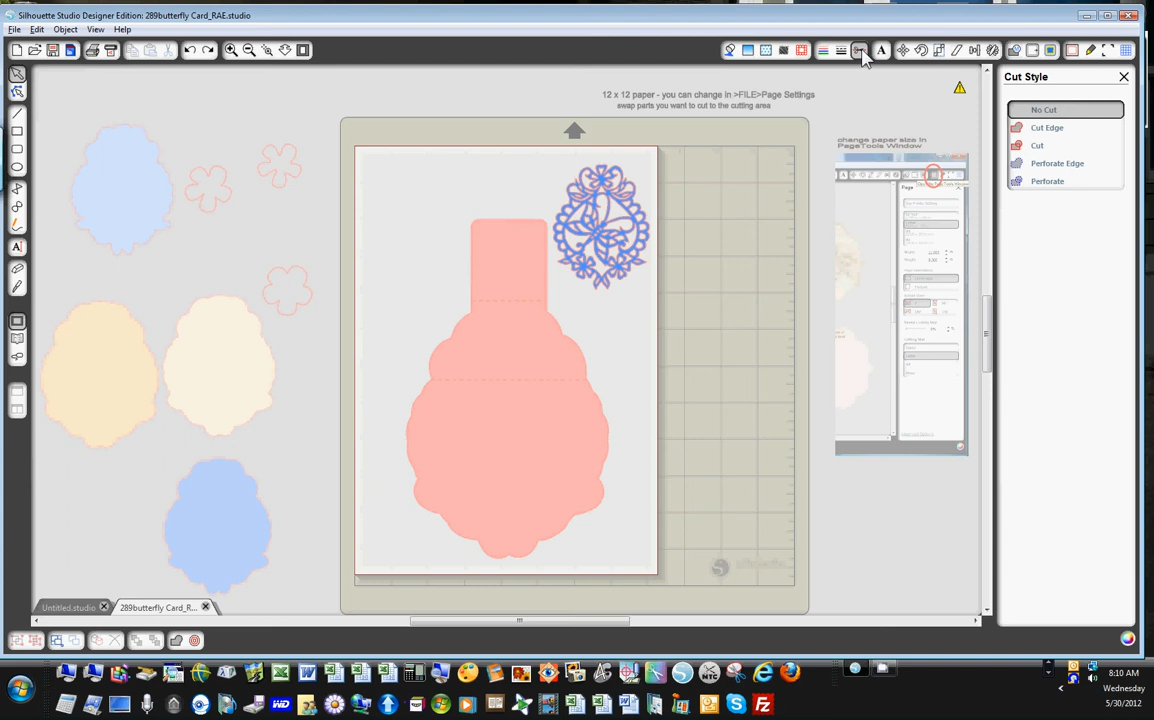 Silhouette Studio Designer Edition: 289butterfly Card_RAE.studio
File Edit Object View Help
12 x 12 paper - you can change in >FILE>Page Settings
swap parts you want to cut to the cutting area
change paper size in
PageTools Window
Cut Style
No Cut
Cut Edge
Cut
Perforate Edge
Perforate
Untitled.studio
289butterfly Card_R...
8:10 AM
Wednesday
5/30/2012